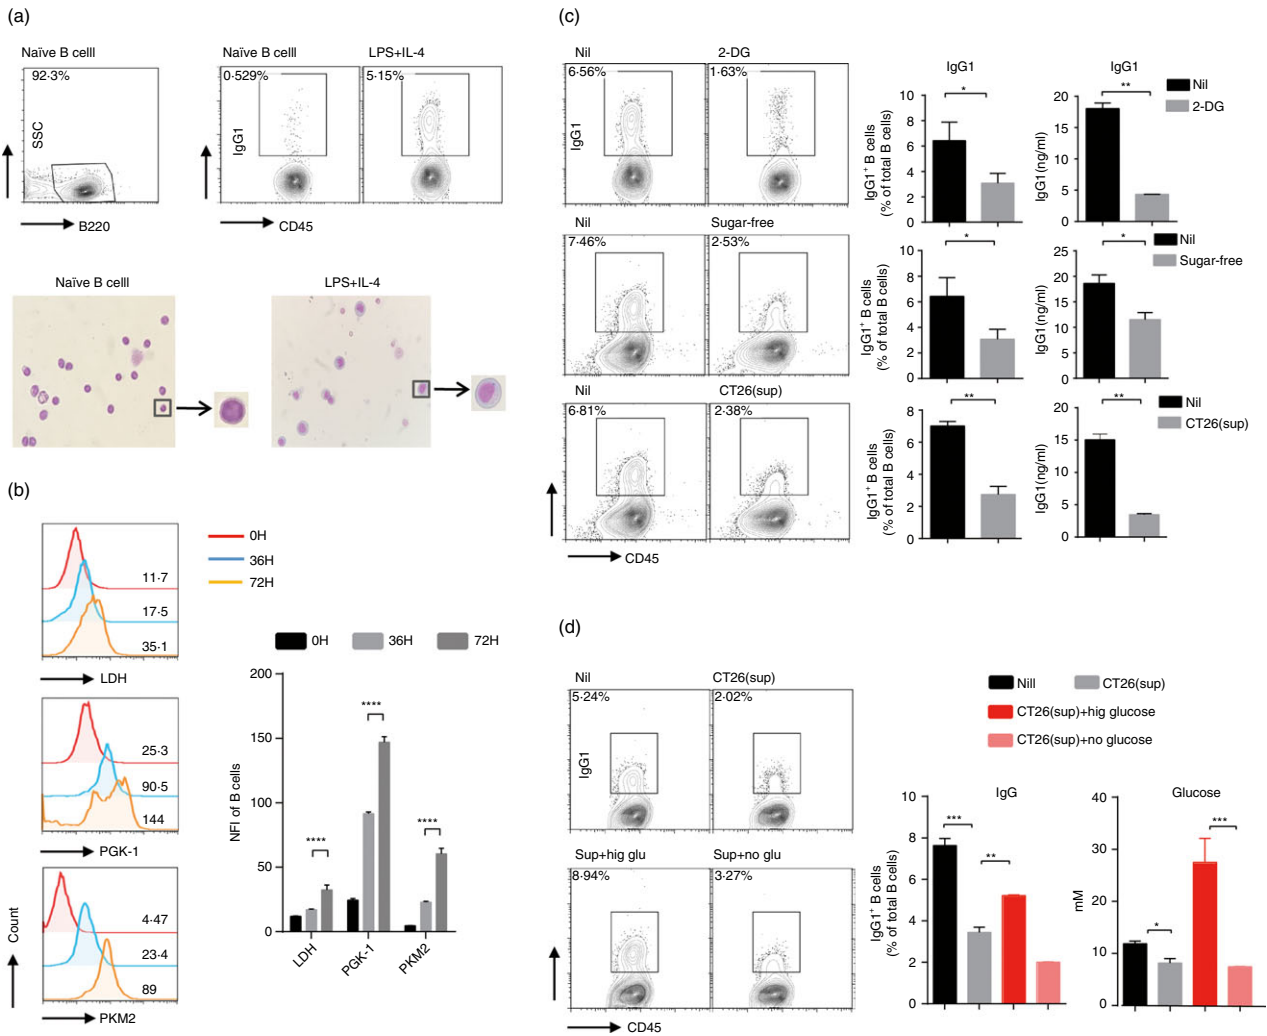 (a)
Naïve B celll
92·3%
SSC
B220
Naïve B celll
LPS+IL-4
0·529%
5·15%
IgG1
CD45
Naïve B celll
LPS+IL-4
(b)
0H
36H
72H
11·7
17·5
35·1
LDH
25·3
90·5
144
PGK-1
4·47
23·4
89
Count
PKM2
0H
36H
72H
200
150
100
50
0
NFI of B cells
****
****
****
LDH
PGK-1
PKM2
(c)
Nil
2-DG
6·56%
1·63%
IgG1
Nil
Sugar-free
7·46%
2·53%
Nil
CT26(sup)
6·81%
2·38%
CD45
IgG1
10
8
6
4
2
0
IgG1+ B cells
(% of total B cells)
*
IgG1
20
15
10
5
0
IgG1(ng/ml)
**
Nil
2-DG
10
8
6
4
2
0
IgG1+ B cells
(% of total B cells)
*
25
20
15
10
5
0
IgG1(ng/ml)
*
Nil
Sugar-free
8
6
4
2
0
IgG1+ B cells
(% of total B cells)
**
20
15
10
5
0
IgG1(ng/ml)
**
Nil
CT26(sup)
(d)
Nil
CT26(sup)
5·24%
2·02%
IgG1
Sup+hig glu
Sup+no glu
8·94%
3·27%
CD45
Nill
CT26(sup)
CT26(sup)+hig glucose
CT26(sup)+no glucose
IgG
10
8
6
4
2
0
IgG1+ B cells
(% of total B cells)
***
**
Glucose
40
30
20
10
0
mM
*
***